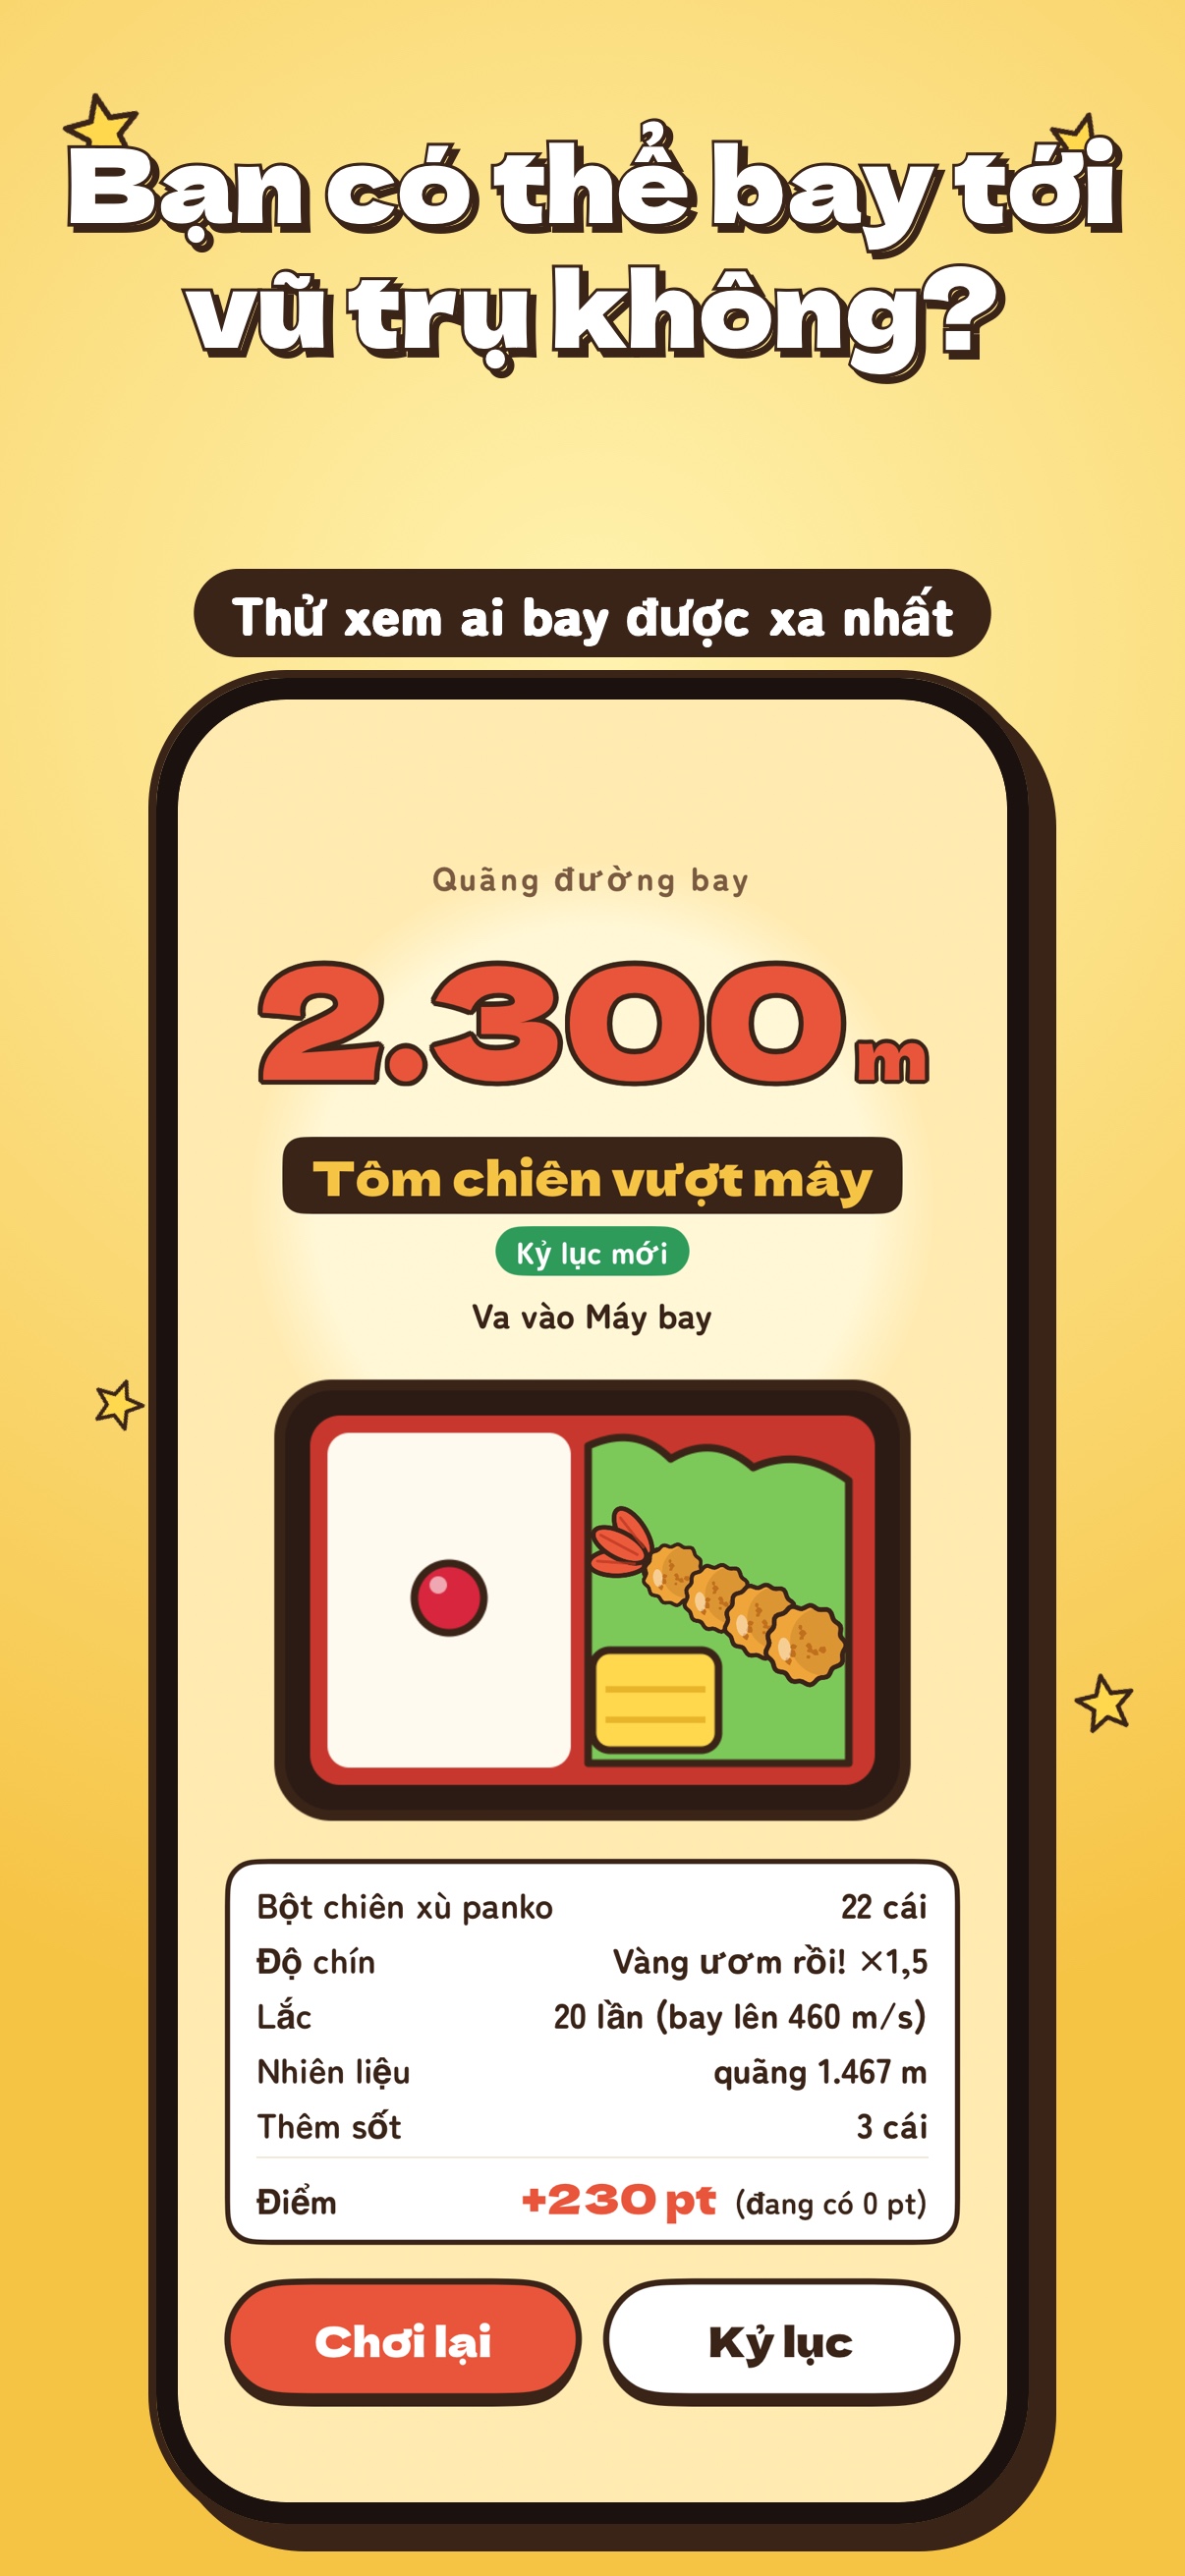 Bạn có thể bay tới
vũ trụ không?
Thử xem ai bay được xa nhất
Quãng đường bay
2.300 m
Tôm chiên vượt mây
Kỷ lục mới
Va vào Máy bay
Bột chiên xù panko 22 cái
Độ chín Vàng ươm rồi! ×1,5
Lắc 20 lần (bay lên 460 m/s)
Nhiên liệu quãng 1.467 m
Thêm sốt 3 cái
Điểm +230 pt (đang có 0 pt)
Chơi lại Kỷ lục